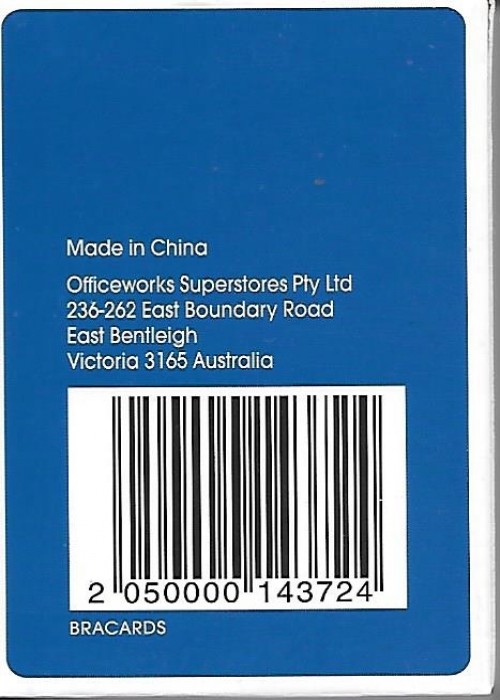 Made in China
Officeworks Superstores Pty Ltd
236-262 East Boundary Road
East Bentleigh
Victoria 3165 Australia
2 050000 143724
BRACARDS